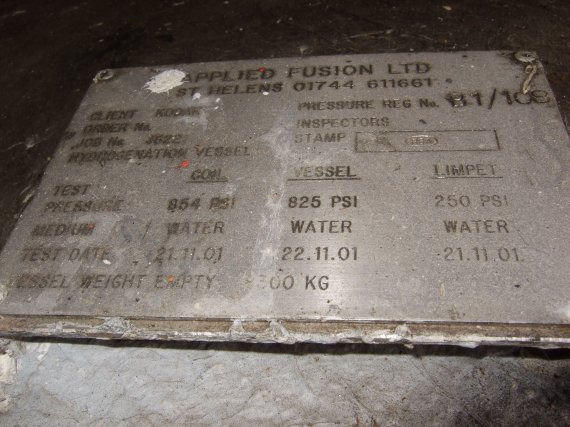 APPLIED FUSION LTD
ST HELENS 01744 611661
CLIENT KODAK PRESSURE REG No.
ORDER No. INSPECTORS
JOB No. STAMP
HYDROGENATION VESSEL
COIL VESSEL LIMPET
TEST
PRESSURE 854 PSI 825 PSI 250 PSI
MEDIUM WATER WATER WATER
TEST DATE 21.11.01 22.11.01 21.11.01
ESSEL WEIGHT EMPTY KG